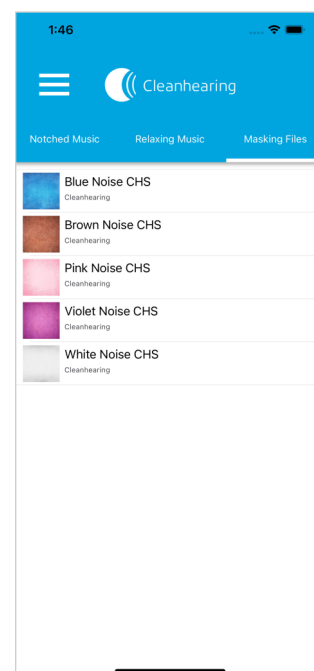 1:46
Cleanhearing
Notched Music Relaxing Music Masking Files
Blue Noise CHS
Cleanhearing
Brown Noise CHS
Cleanhearing
Pink Noise CHS
Cleanhearing
Violet Noise CHS
Cleanhearing
White Noise CHS
Cleanhearing